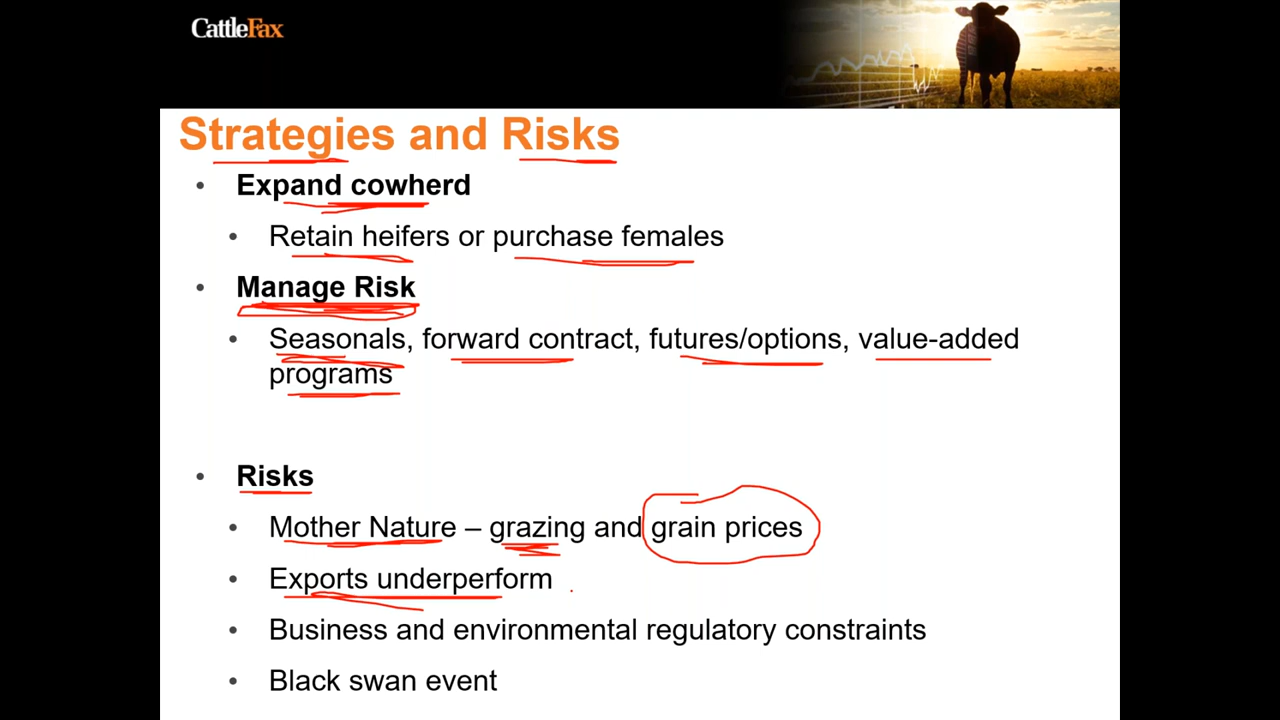 CattleFax
Strategies and Risks
• Expand cowherd
• Retain heifers or purchase females
• Manage Risk
• Seasonals, forward contract, futures/options, value-added
programs
• Risks
• Mother Nature – grazing and grain prices
• Exports underperform
• Business and environmental regulatory constraints
• Black swan event